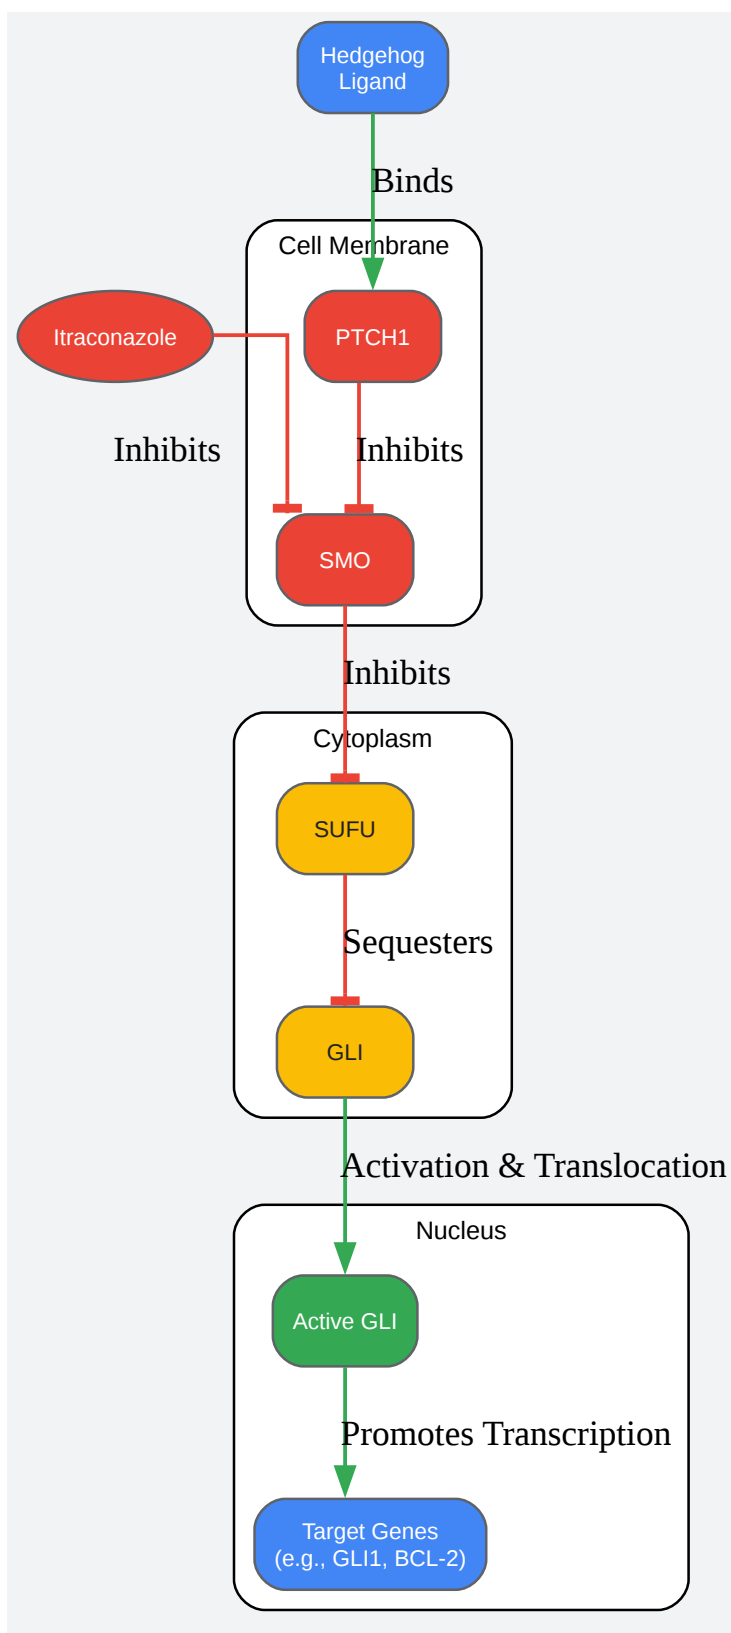 Hedgehog
Ligand
Binds
Cell Membrane
Itraconazole
PTCH1
Inhibits
Inhibits
SMO
Inhibits
Cytoplasm
SUFU
Sequesters
GLI
Activation & Translocation
Nucleus
Active GLI
Promotes Transcription
Target Genes
(e.g., GLI1, BCL-2)